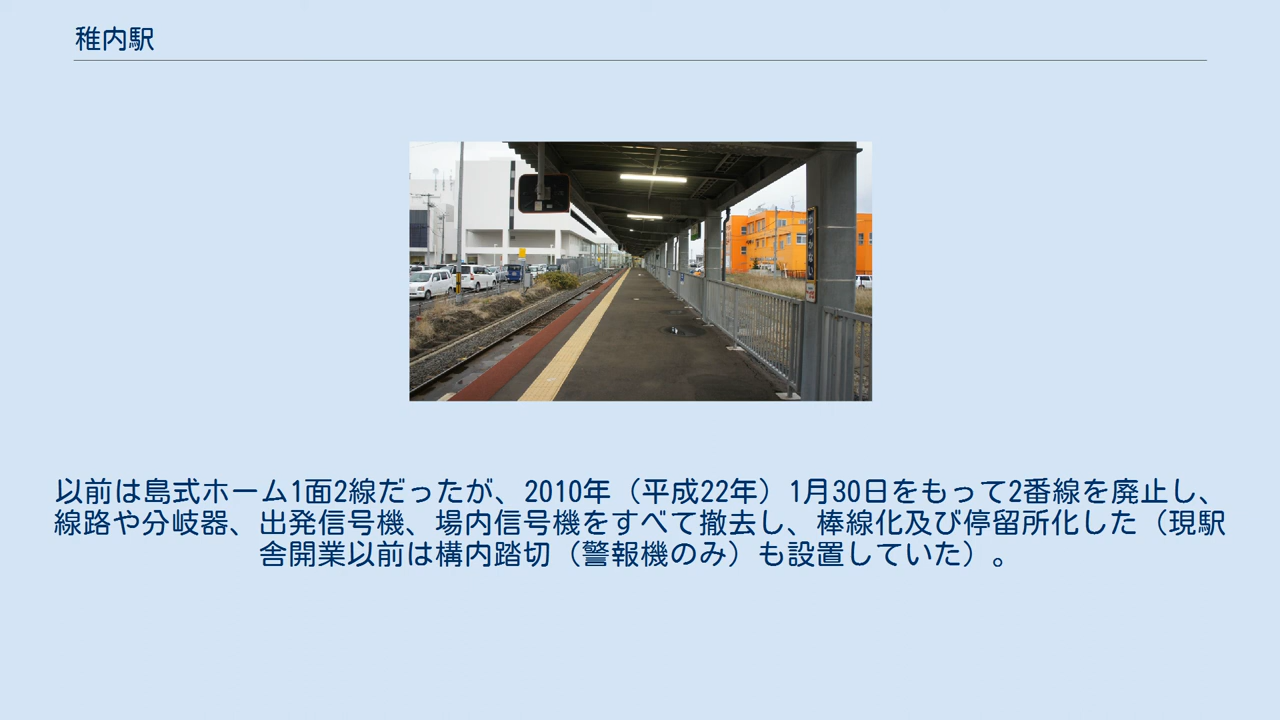 稚内駅
以前は島式ホーム1面2線だったが、2010年（平成22年）1月30日をもって2番線を廃止し、
線路や分岐器、出発信号機、場内信号機をすべて撤去し、棒線化及び停留所化した（現駅
舎開業以前は構内踏切（警報機のみ）も設置していた）。